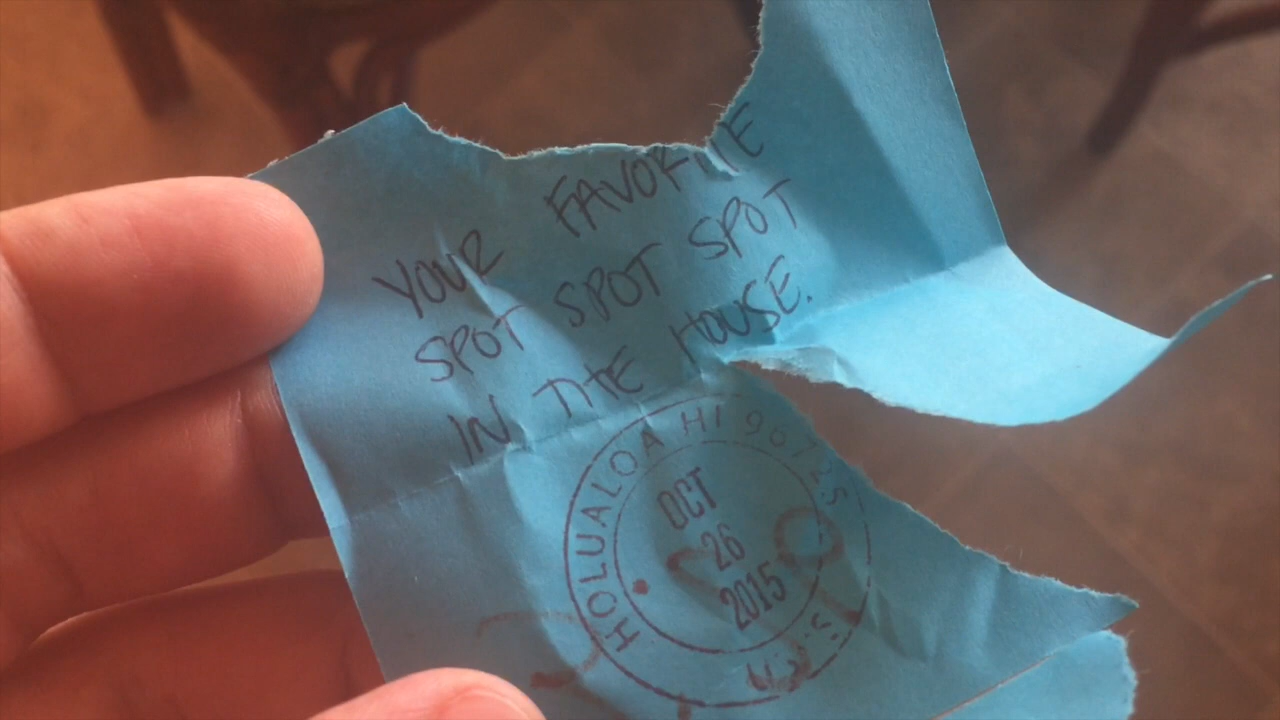 YOUR FAVORITE
SPOT SPOT SPOT
IN THE HOUSE.
HOLUALOA HI 96725
OCT
26
2015